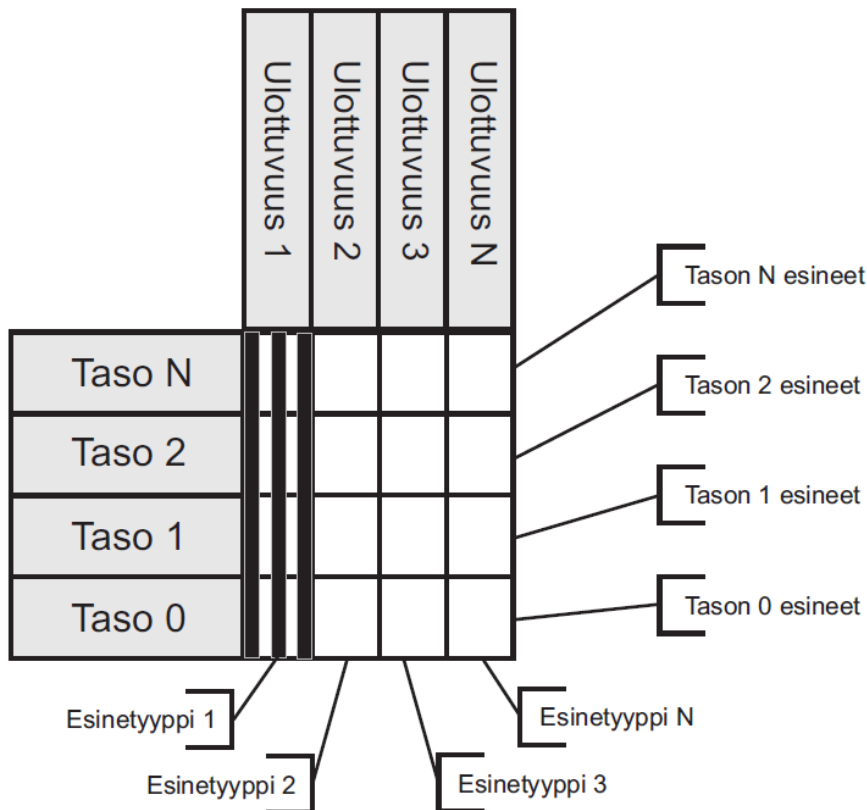 Ulottuvuus 1
Ulottuvuus 2
Ulottuvuus 3
Ulottuvuus N
Taso N
Taso 2
Taso 1
Taso 0
Tason N esineet
Tason 2 esineet
Tason 1 esineet
Tason 0 esineet
Esinetyyppi 1
Esinetyyppi N
Esinetyyppi 2
Esinetyyppi 3